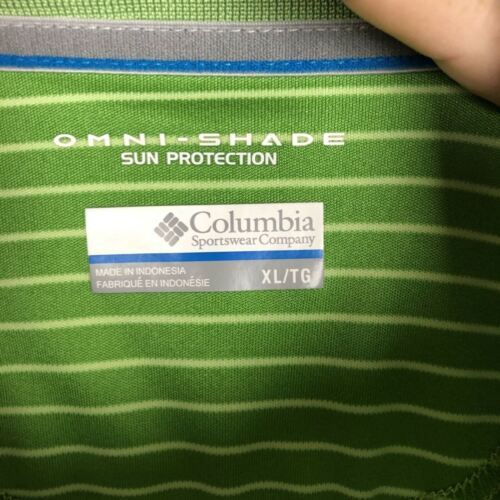 OMNI-SHADE
SUN PROTECTION
Columbia
Sportswear Company
MADE IN INDONESIA
FABRIQUÉ EN INDONÉSIE
XL/TG